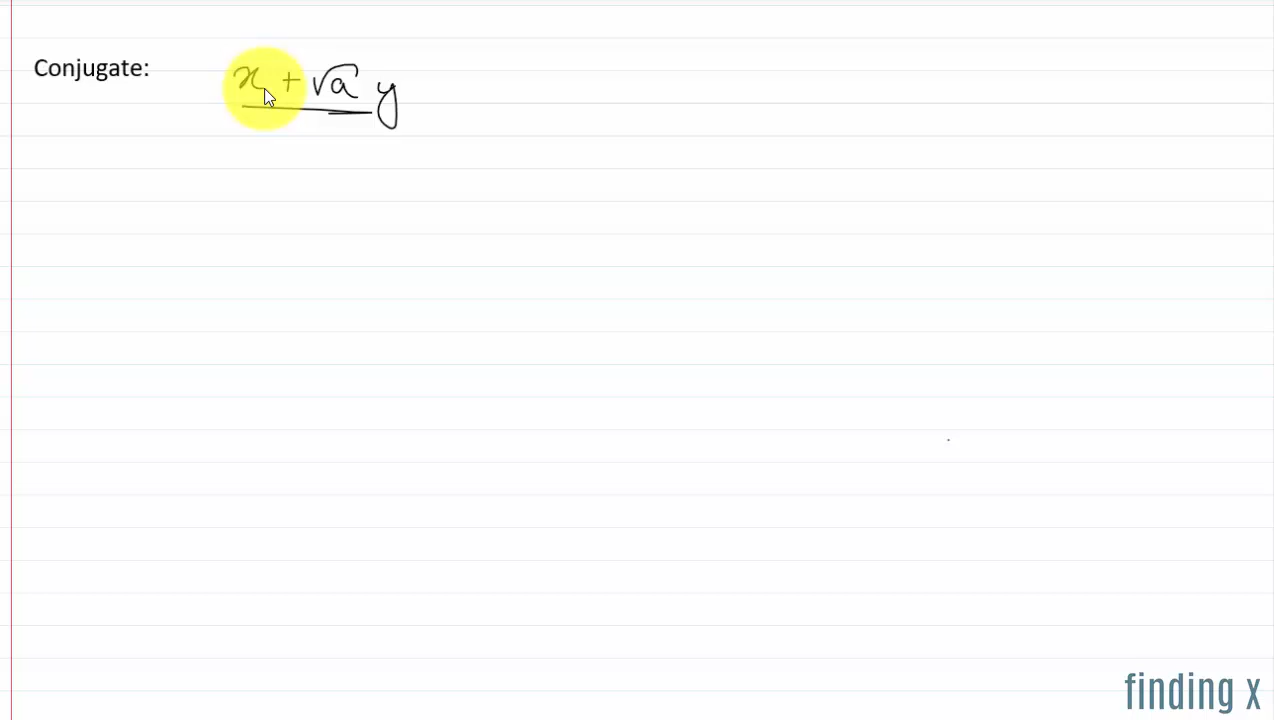 Conjugate: x + √a y
finding x